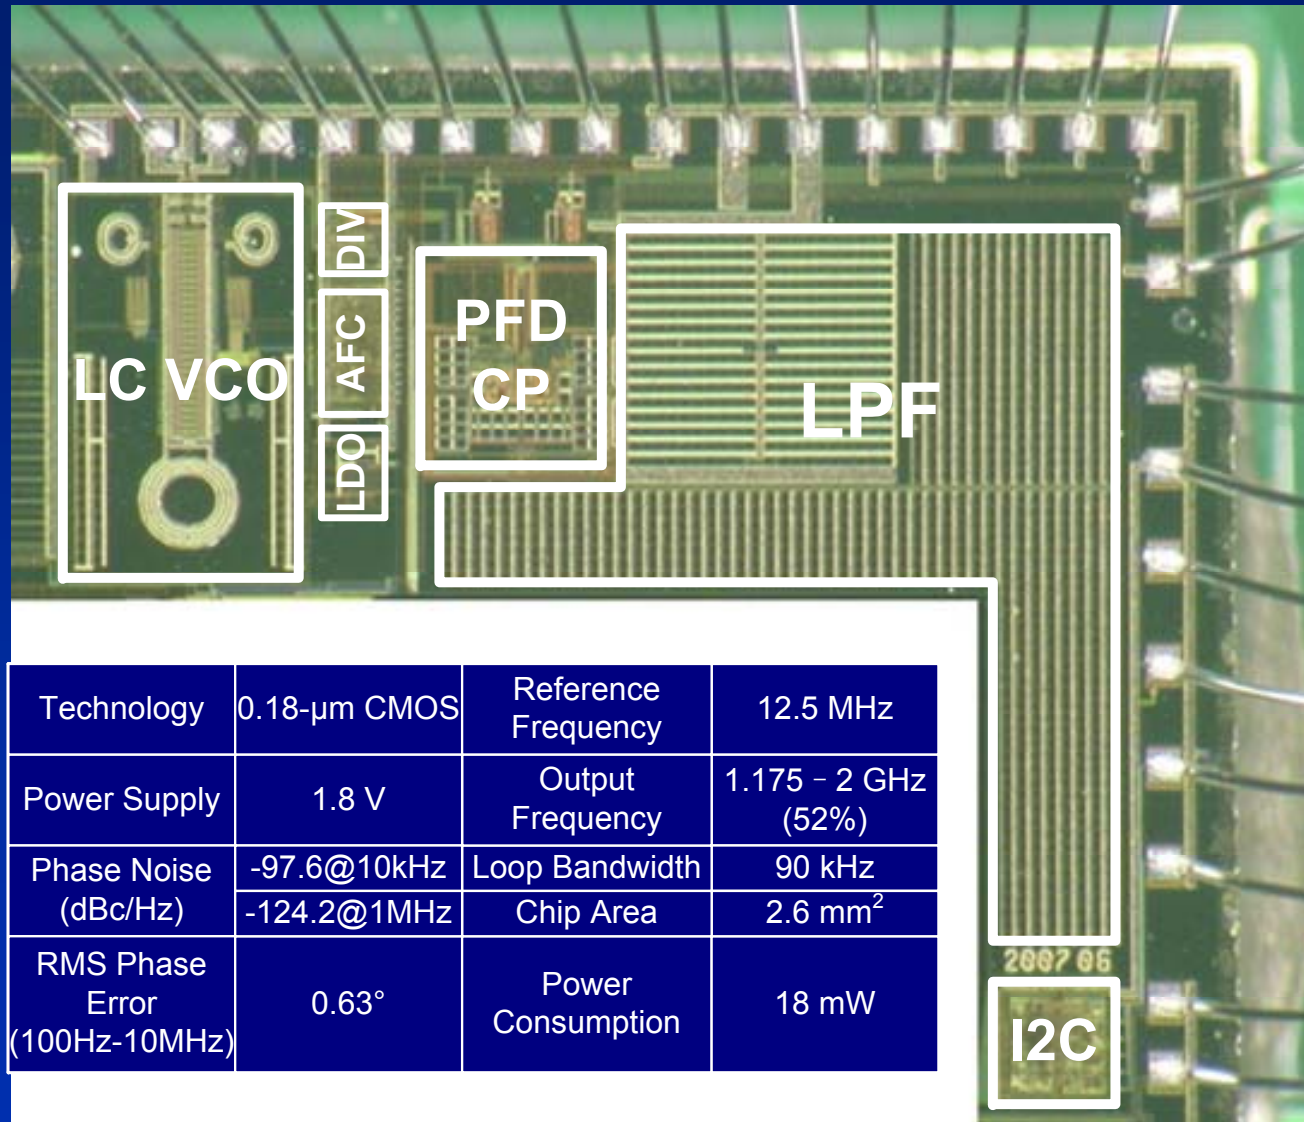 DIV
PFD
CP
LC VCO
AFC
LPF
LDO
Technology
0.18-μm CMOS
Reference
Frequency
12.5 MHz
Power Supply
1.8 V
Output
Frequency
1.175 – 2 GHz
(52%)
Phase Noise
(dBc/Hz)
-97.6@10kHz
Loop Bandwidth
90 kHz
-124.2@1MHz
Chip Area
2.6 mm²
RMS Phase
Error
(100Hz-10MHz)
0.63°
Power
Consumption
18 mW
2007 06
I2C